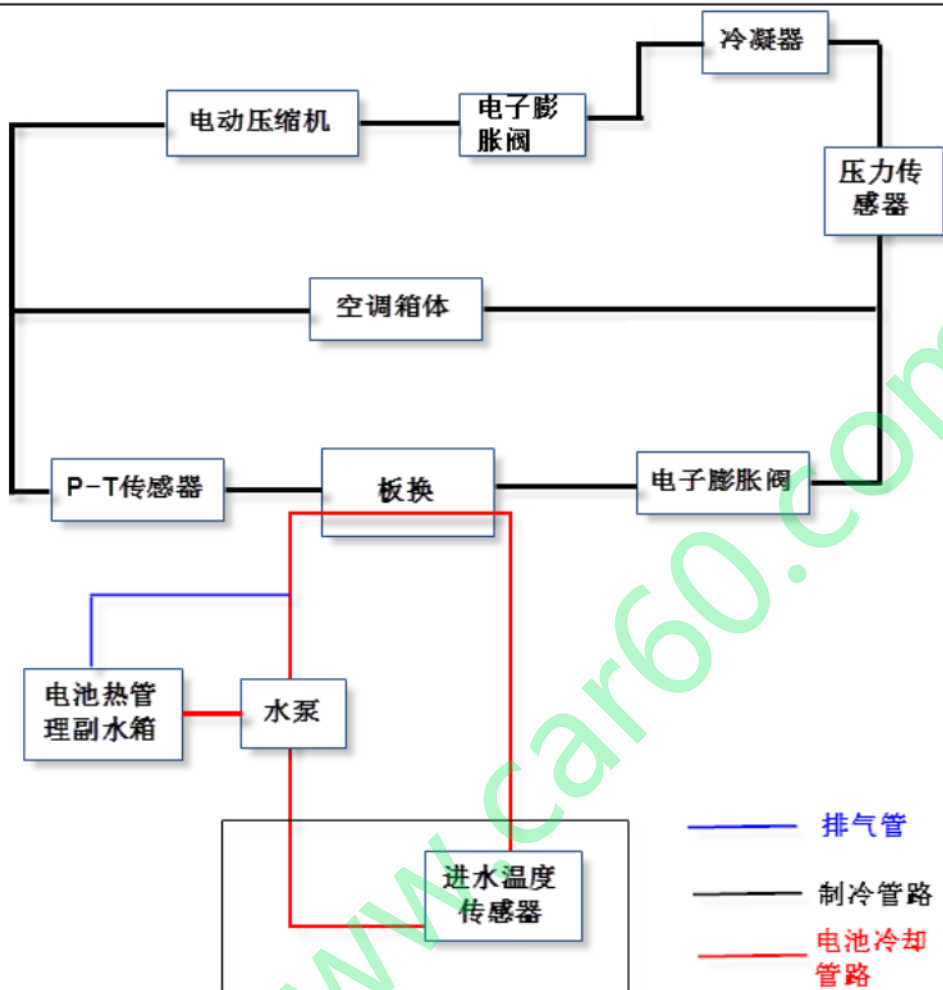 冷凝器
电动压缩机
电子膨
胀阀
压力传
感器
空调箱体
P-T传感器
板换
电子膨胀阀
电池热管
理副水箱
水泵
进水温度
传感器
排气管
制冷管路
电池冷却
管路
www.car60.com